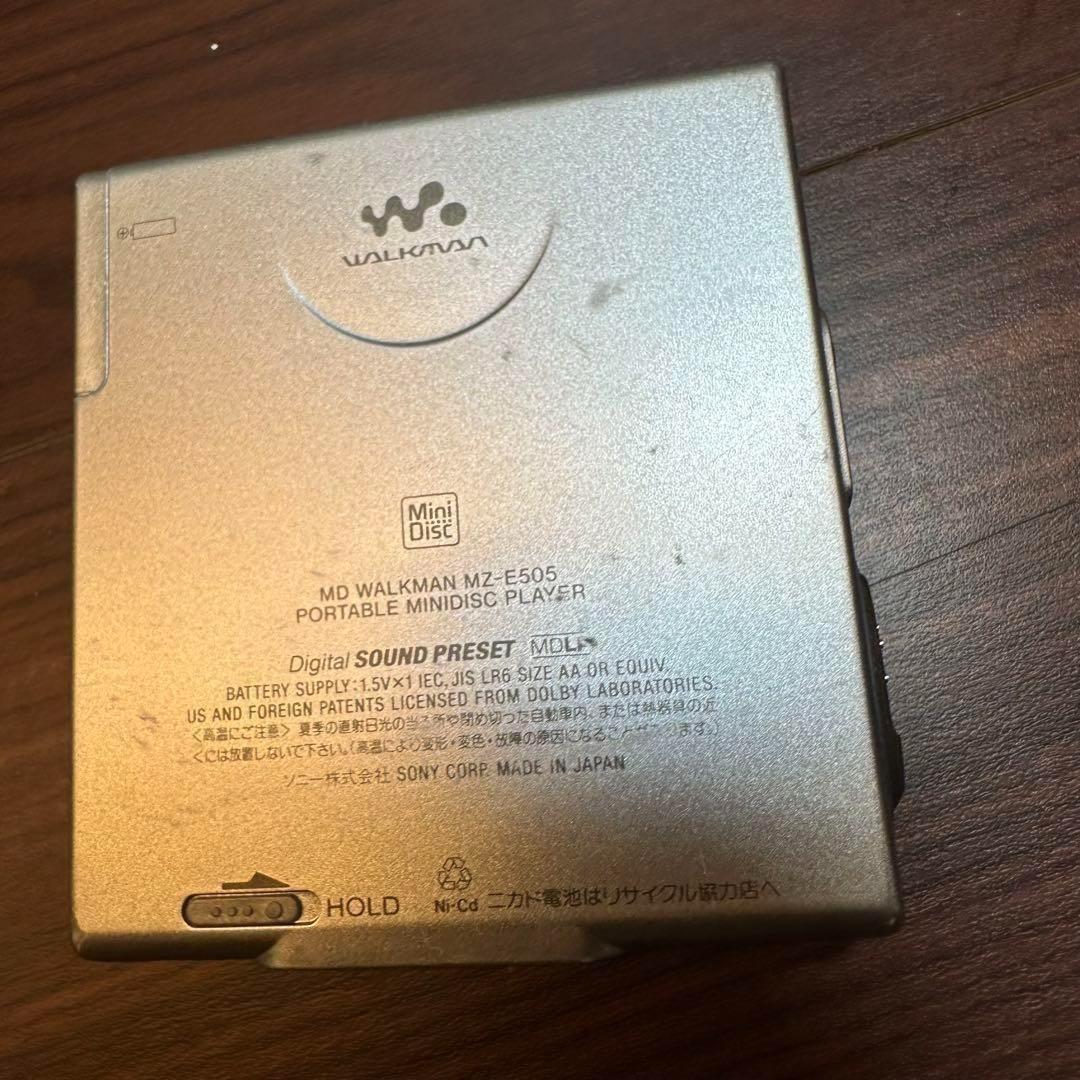 WALKMAN
Mini
Disc
MD WALKMAN MZ-E505
PORTABLE MINIDISC PLAYER
Digital SOUND PRESET MDLP
BATTERY SUPPLY:1.5V×1 IEC, JIS LR6 SIZE AA OR EQUIV.
US AND FOREIGN PATENTS LICENSED FROM DOLBY LABORATORIES.
〈高温にご注意〉夏季の直射日光の当る所や閉め切った自動車内、または熱器具の近
くには放置しないで下さい。(高温により変形・変色・故障の原因になることがあります。)
ソニー株式会社 SONY CORP. MADE IN JAPAN
HOLD
Ni-Cd ニカド電池はリサイクル協力店へ